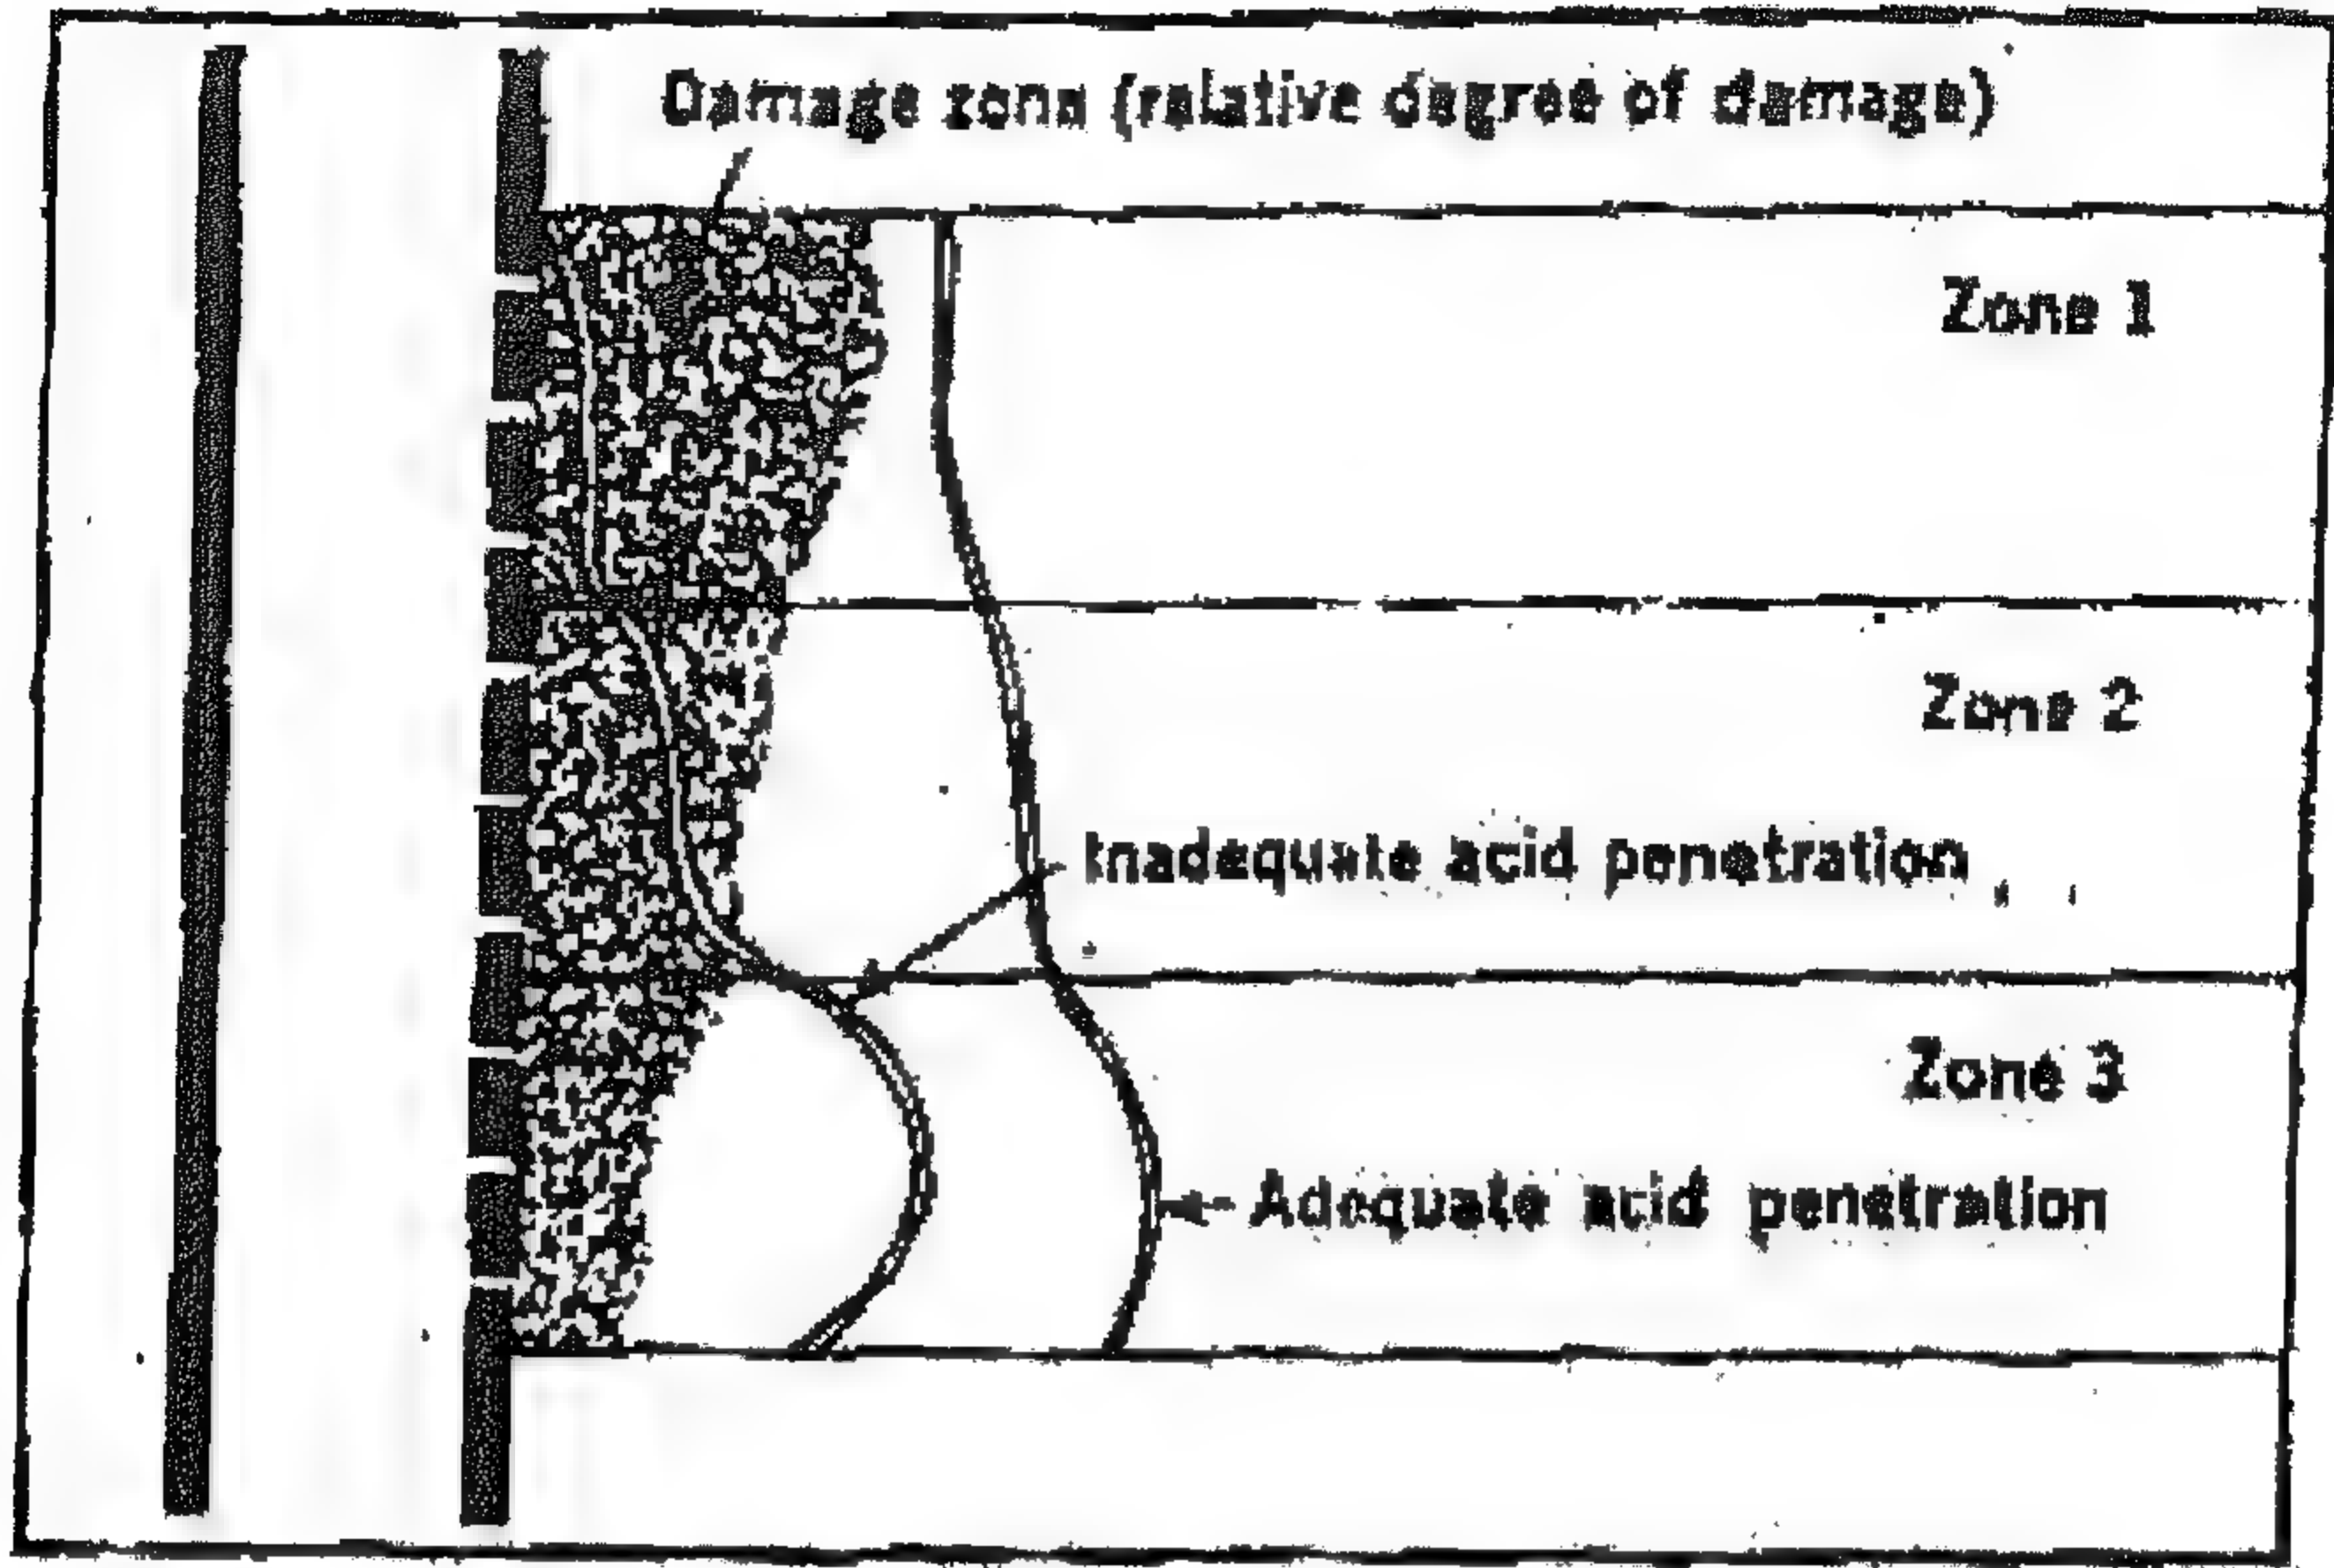 Damage zone (relative degree of damage)
Zone 1
Zone 2
Inadequate acid penetration
Zone 3
Adequate acid penetration